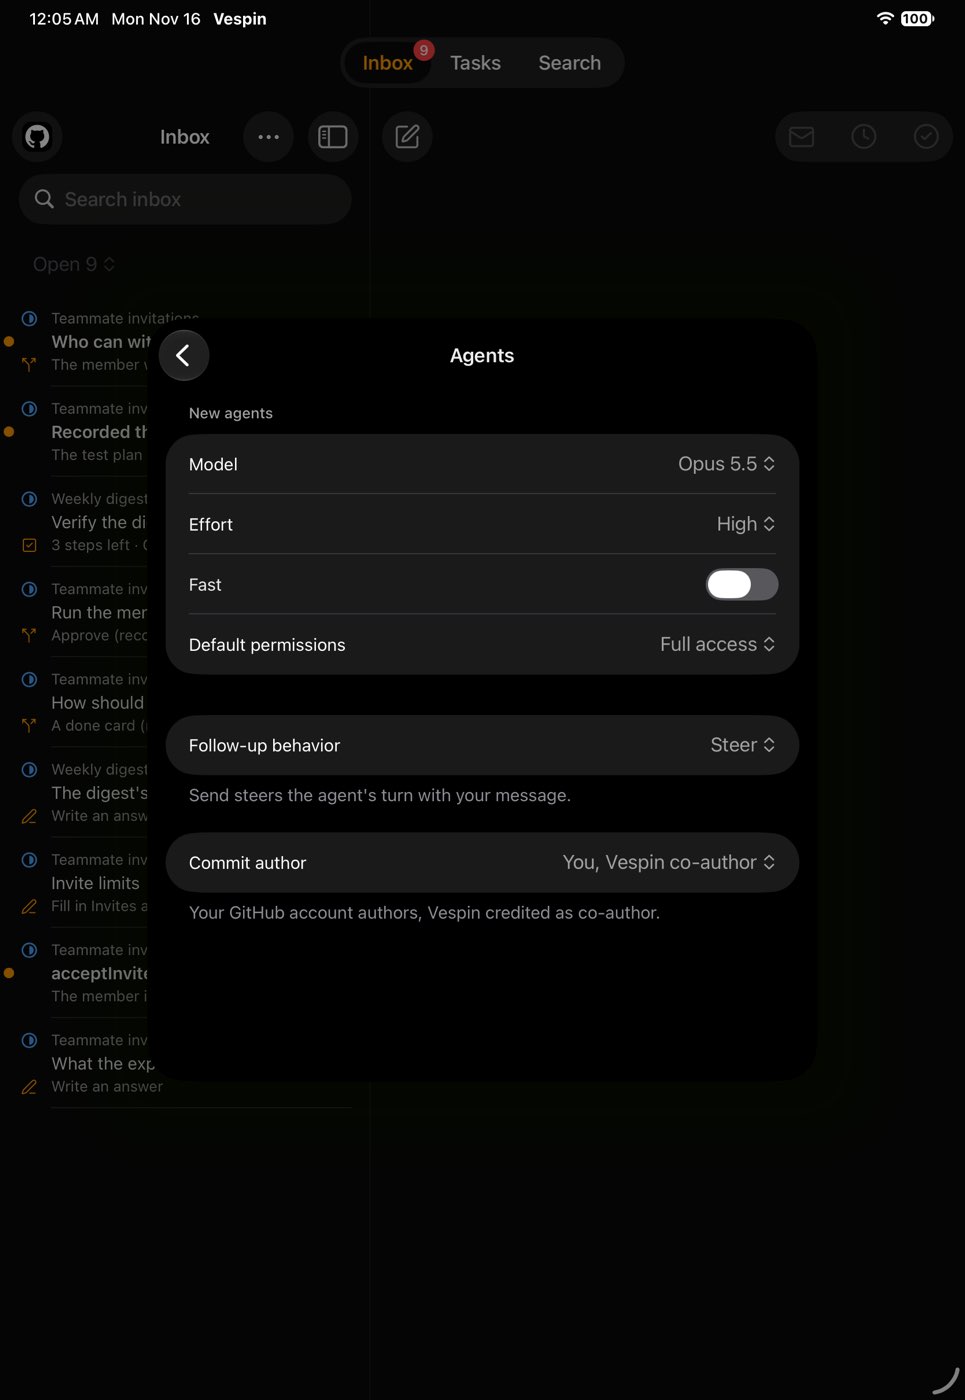 12:05 AM Mon Nov 16 Vespin
100
Inbox 9 Tasks Search
Inbox
Search inbox
Open 9
Teammate invitations
Who can wit
The member
Teammate inv
Recorded th
The test plan
Weekly digest
Verify the di
3 steps left ·
Teammate inv
Run the mer
Approve (reco
Teammate inv
How should
A done card (
Weekly digest
The digest's
Write an answ
Teammate inv
Invite limits
Fill in Invites a
Teammate inv
acceptInvite
The member i
Teammate inv
What the exp
Write an answer
Agents
New agents
Model Opus 5.5
Effort High
Fast
Default permissions Full access
Follow-up behavior Steer
Send steers the agent's turn with your message.
Commit author You, Vespin co-author
Your GitHub account authors, Vespin credited as co-author.